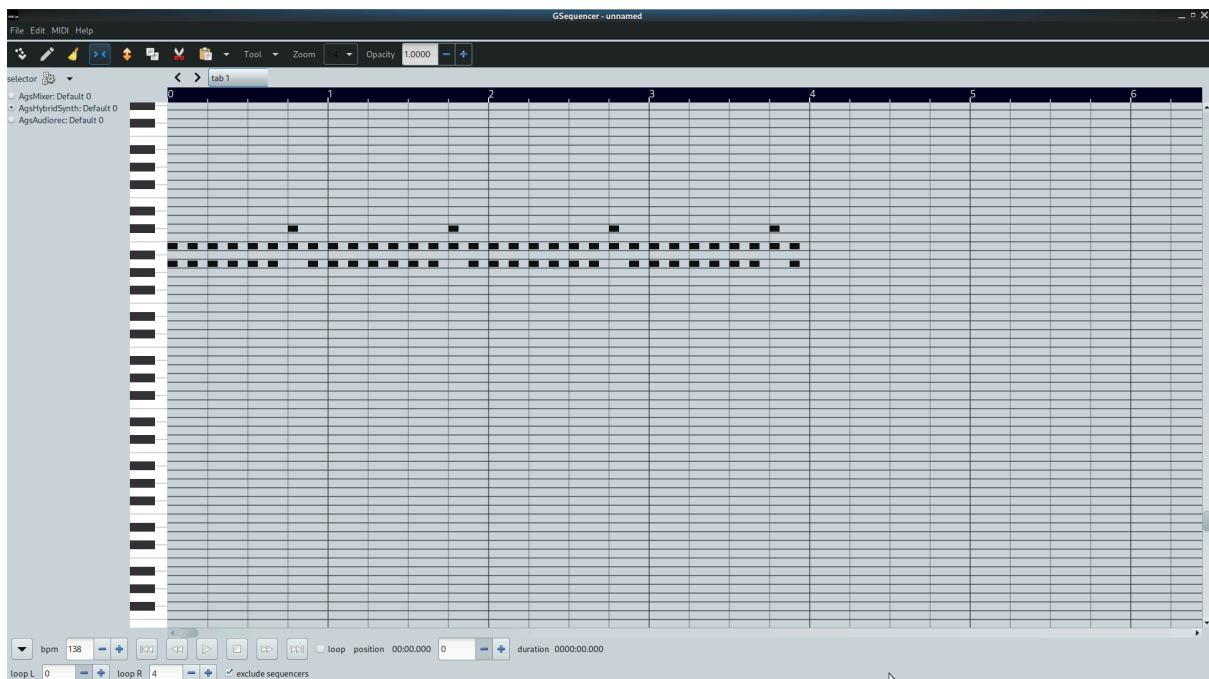 GSequencer - unnamed
File Edit MIDI Help
Tool Zoom Opacity 1.0000
selector tab 1
0 1 2 3 4 5 6
AgsMixer: Default 0
AgsHybridSynth: Default 0
AgsAudiorec: Default 0
bpm 138 loop position 00:00.000 0 duration 0000:00.000
loop L 0 loop R 4 exclude sequencers